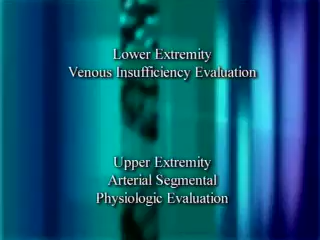 Lower Extremity
Venous Insufficiency Evaluation
Upper Extremity
Arterial Segmental
Physiologic Evaluation